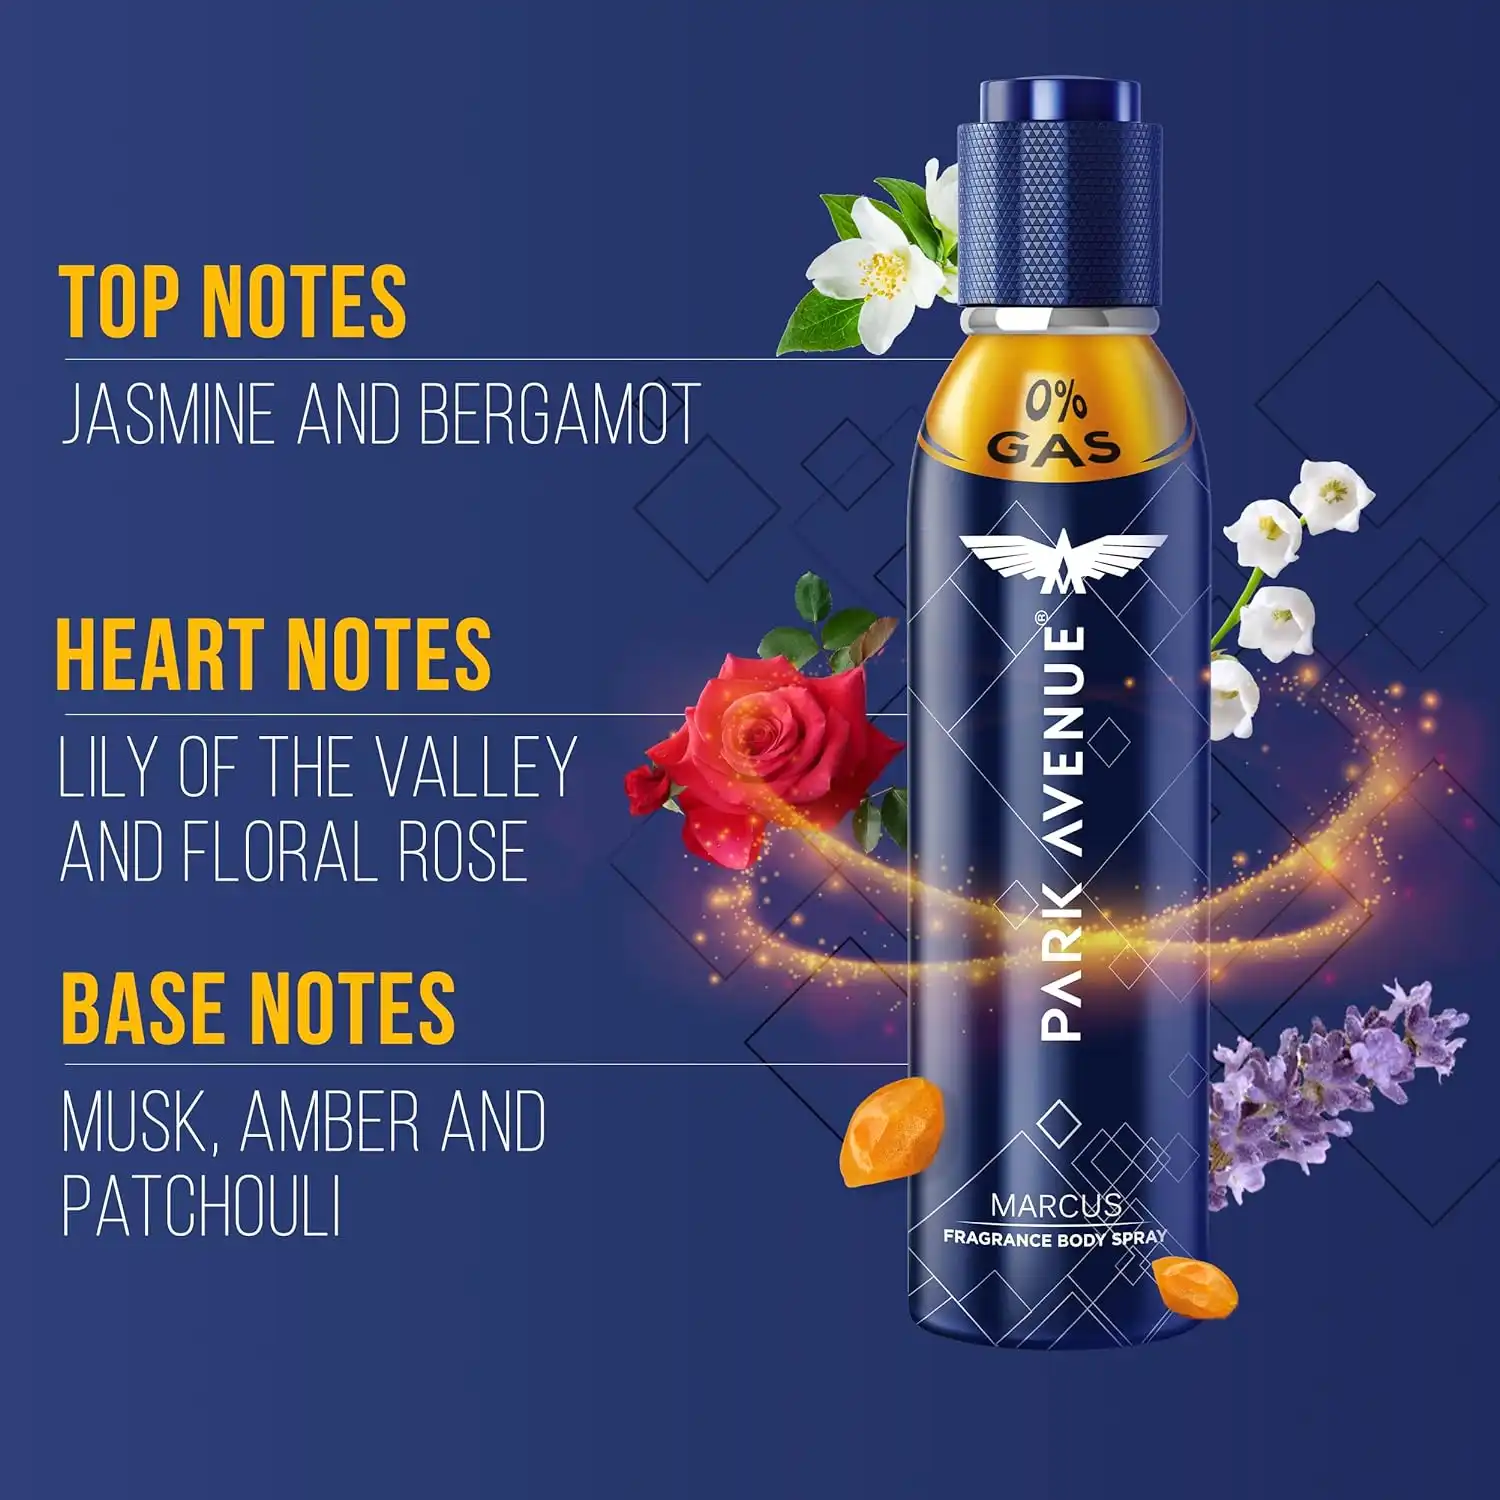 TOP NOTES
JASMINE AND BERGAMOT
HEART NOTES
LILY OF THE VALLEY
AND FLORAL ROSE
BASE NOTES
MUSK, AMBER AND
PATCHOULI
0%
GAS
PARK AVENUE®
MARCUS
FRAGRANCE BODY SPRAY